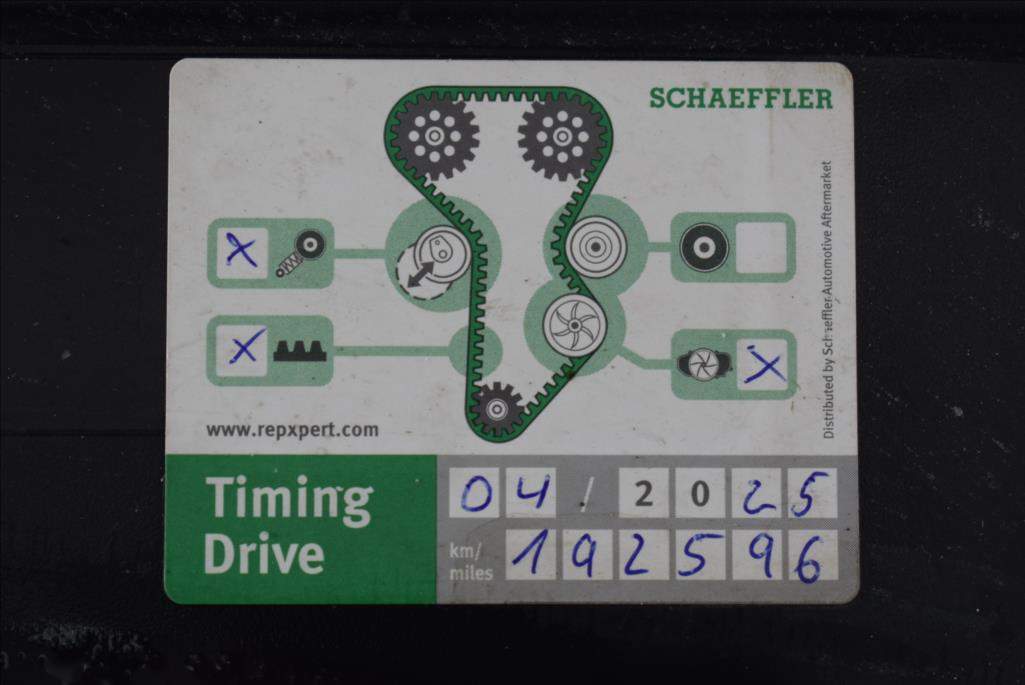 SCHAEFFLER
X
X
X
www.repxpert.com
Distributed by Schaeffler Automotive Aftermarket
Timing
Drive
04 / 2025
km/
miles
192596